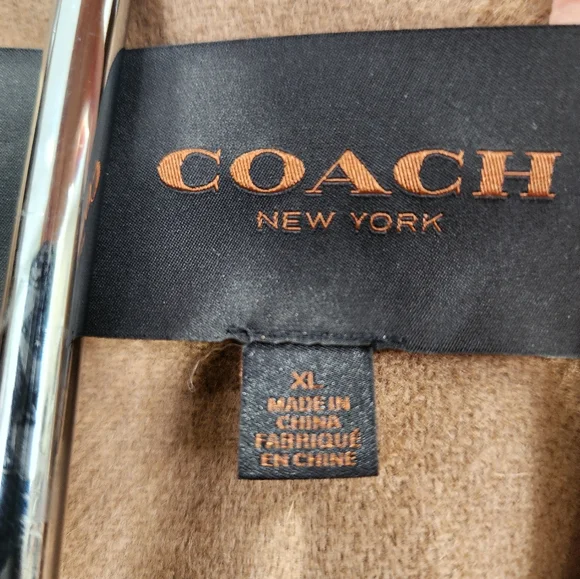 COACH
NEW YORK
XL
MADE IN
CHINA
FABRIQUÉ
EN CHINE